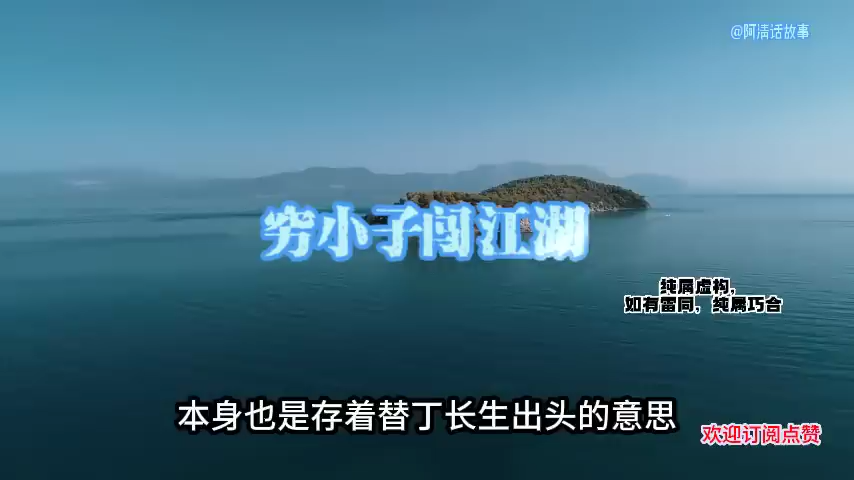 @阿清话故事
穷小子闯江湖
纯属虚构，
如有雷同，纯属巧合
本身也是存着替丁长生出头的意思
欢迎订阅点赞